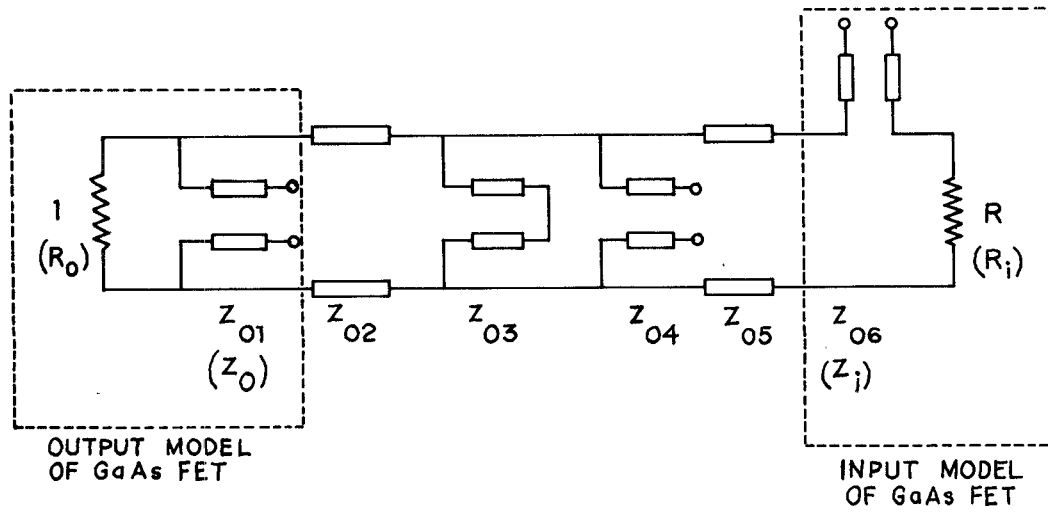 1
(R₀)
Z₀₁
(Z₀)
Z₀₂
Z₀₃
Z₀₄
Z₀₅
Z₀₆
(Zᵢ)
R
(Rᵢ)
OUTPUT MODEL
OF GaAs FET
INPUT MODEL
OF GaAs FET